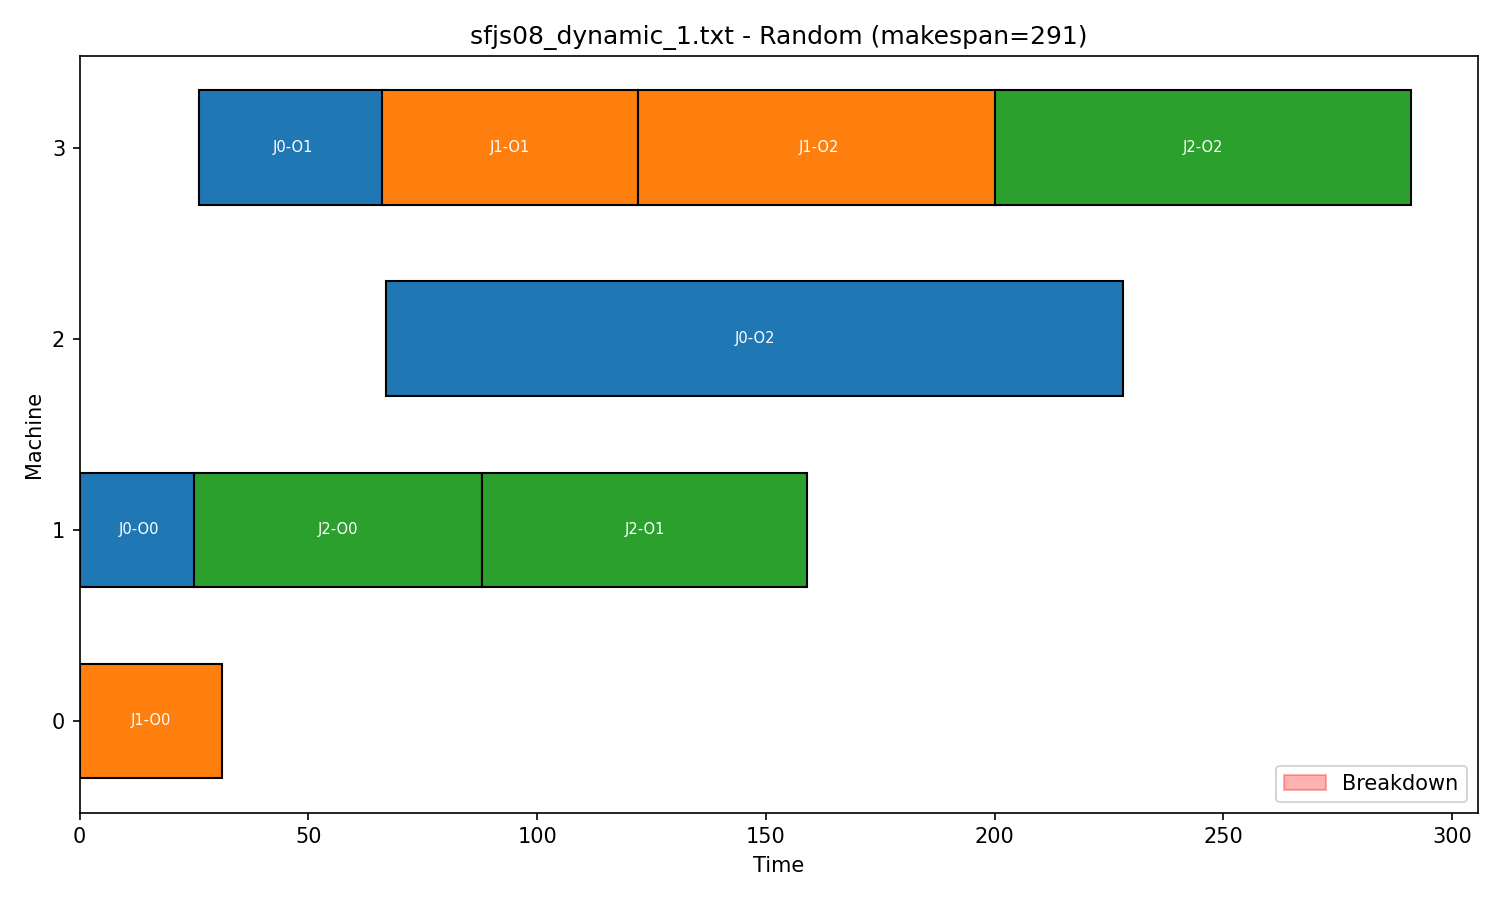 sfjs08_dynamic_1.txt - Random (makespan=291)
3
J0-O1
J1-O1
J1-O2
J2-O2
2
J0-O2
Machine
1
J0-O0
J2-O0
J2-O1
0
J1-O0
Breakdown
0
50
100
150
200
250
300
Time